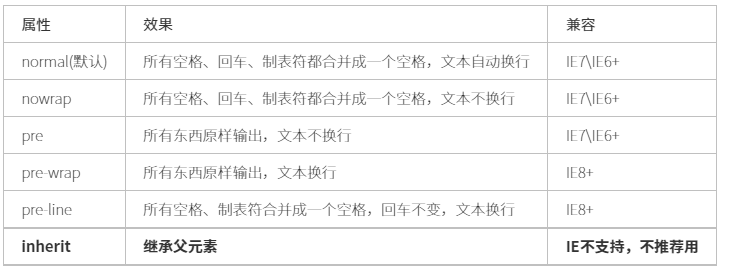 属性 效果 兼容
normal(默认) 所有空格、回车、制表符都合并成一个空格，文本自动换行 IE7\IE6+
nowrap 所有空格、回车、制表符都合并成一个空格，文本不换行 IE7\IE6+
pre 所有东西原样输出，文本不换行 IE7\IE6+
pre-wrap 所有东西原样输出，文本换行 IE8+
pre-line 所有空格、制表符合并成一个空格，回车不变，文本换行 IE8+
inherit 继承父元素 IE不支持，不推荐用